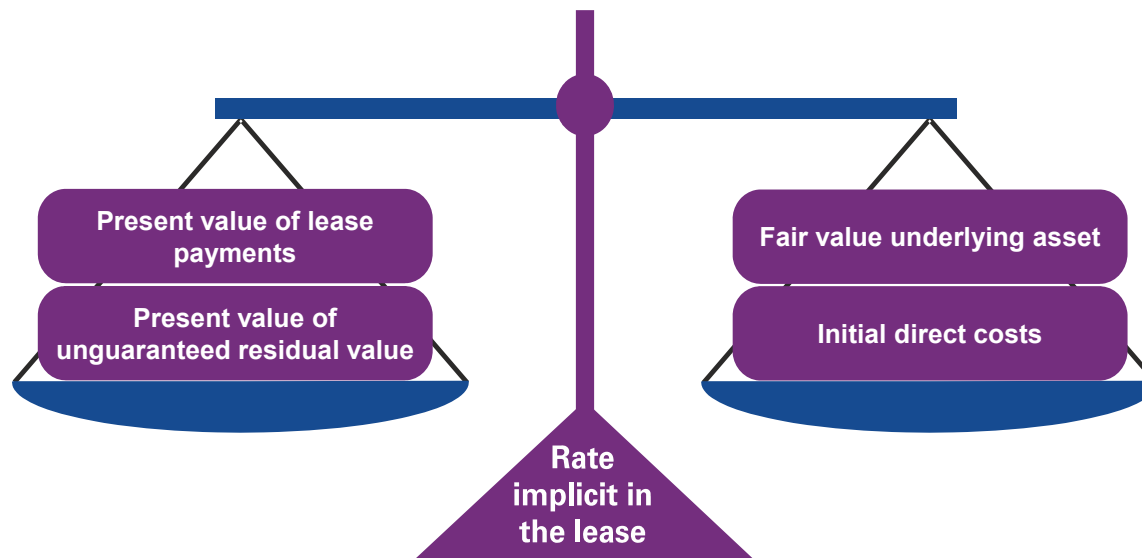 Present value of lease
payments
Present value of
unguaranteed residual value
Fair value underlying asset
Initial direct costs
Rate
implicit in
the lease